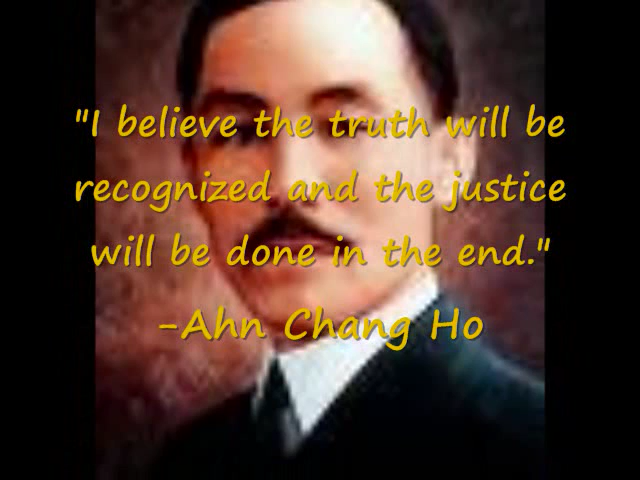 "I believe the truth will be
recognized and the justice
will be done in the end."
-Ahn Chang Ho